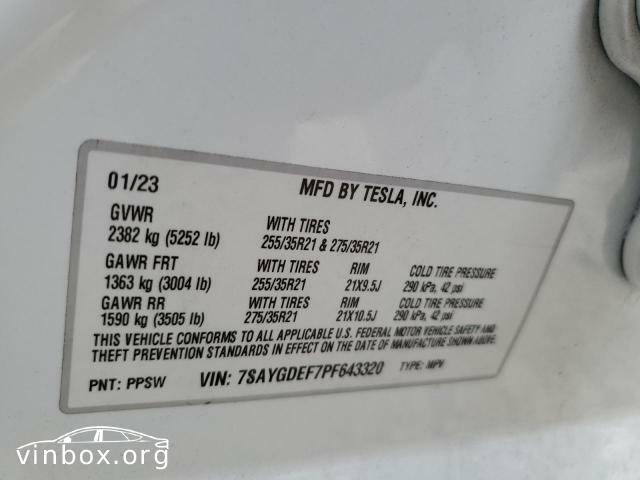 01/23 MFD BY TESLA, INC.
GVWR
2382 kg (5252 lb) WITH TIRES
255/35R21 & 275/35R21
GAWR FRT WITH TIRES RIM COLD TIRE PRESSURE
1363 kg (3004 lb) 255/35R21 21X9.5J 290 kPa, 42 psi
GAWR RR WITH TIRES RIM COLD TIRE PRESSURE
1590 kg (3505 lb) 275/35R21 21X10.5J 290 kPa, 42 psi
THIS VEHICLE CONFORMS TO ALL APPLICABLE U.S. FEDERAL MOTOR VEHICLE SAFETY AND
THEFT PREVENTION STANDARDS IN EFFECT ON THE DATE OF MANUFACTURE SHOWN ABOVE.
PNT: PPSW VIN: 7SAYGDEF7PF643320 TYPE: MPV
vinbox.org